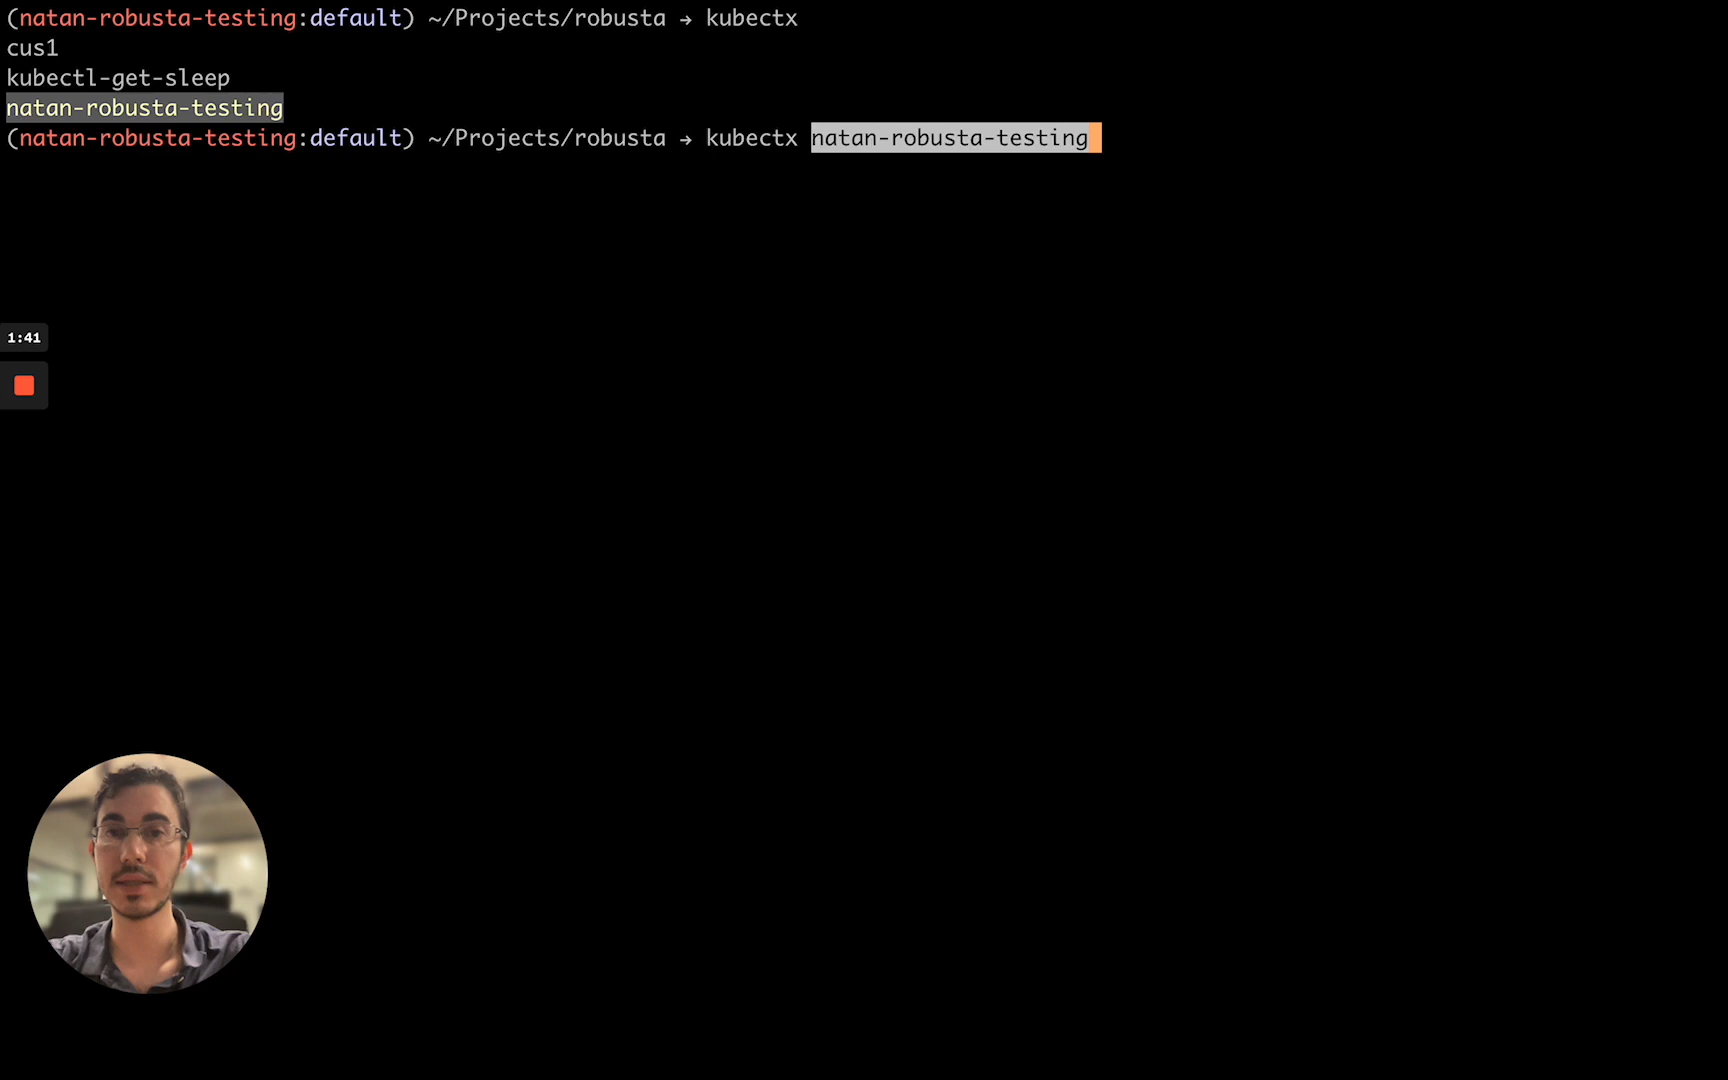 (natan-robusta-testing:default) ~/Projects/robusta → kubectx
cus1
kubectl-get-sleep
natan-robusta-testing
(natan-robusta-testing:default) ~/Projects/robusta → kubectx natan-robusta-testing
1:41